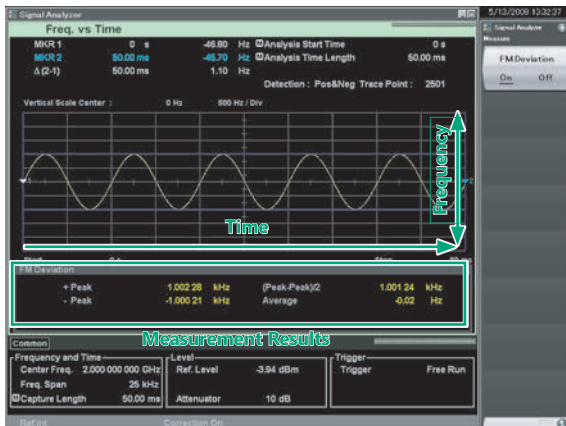 Signal Analyzer
5/13/2008 13:32:37
Freq. vs Time
Signal Analyzer
Measure
MKR 1 0 s -46.80 Hz Analysis Start Time 0 s
MKR 2 50.00 ms -45.70 Hz Analysis Time Length 50.00 ms
Δ (2-1) 50.00 ms 1.10 Hz
FM Deviation
On Off
Detection : Pos&Neg Trace Point : 2501
Vertical Scale Center : 0 Hz 500 Hz / Div
Frequency
1
2
Time
Start 0 s Stop
FM Deviation
+ Peak 1.002 28 kHz (Peak-Peak)/2 1.001 24 kHz
- Peak -1.000 21 kHz Average -0.02 Hz
Measurement Results
Common
Frequency and Time Level Trigger
Center Freq. 2.000 000 000 GHz Ref. Level -3.94 dBm Trigger Free Run
Freq. Span 25 kHz
Capture Length 50.00 ms Attenuator 10 dB
Ref.Int Correction On